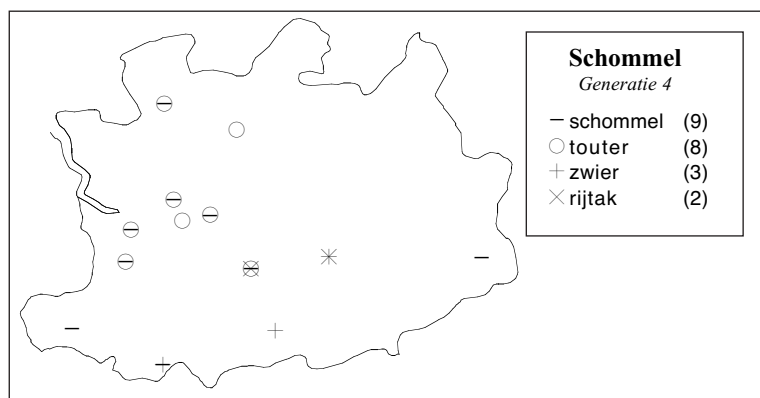 Schommel
Generatie 4
schommel (9)
touter (8)
zwier (3)
rijtak (2)